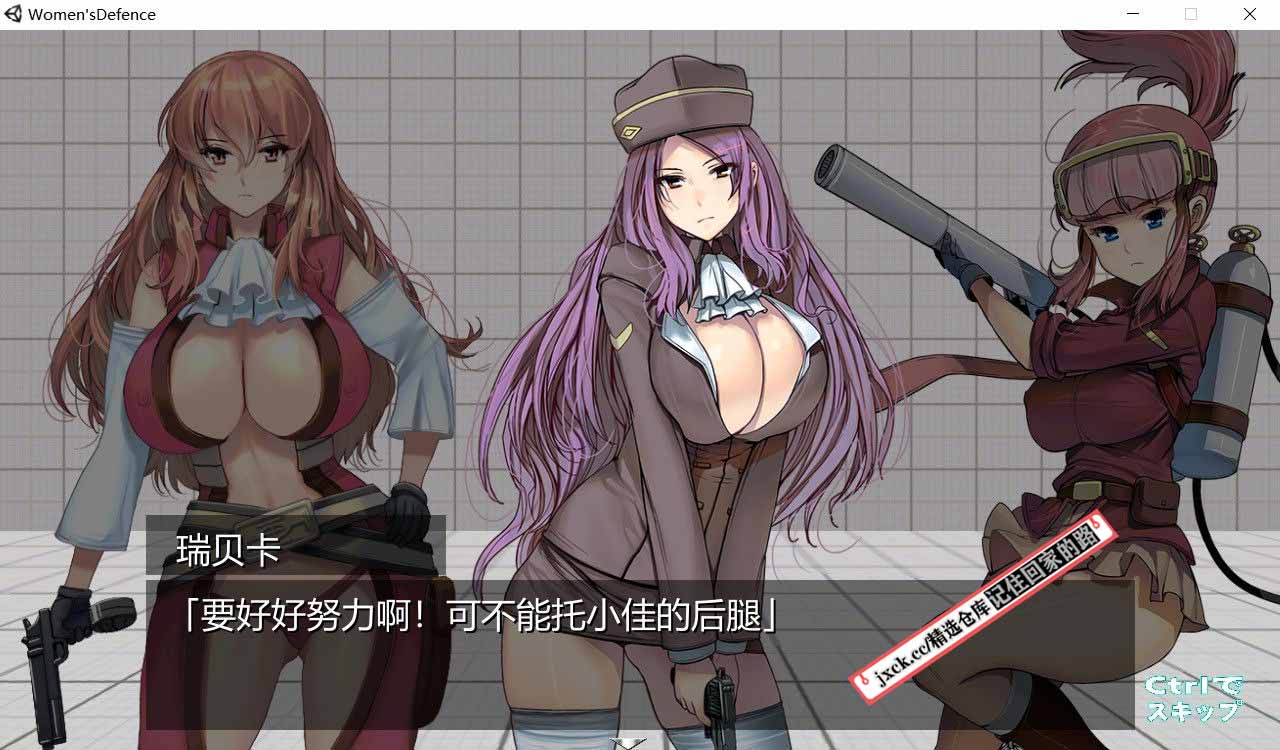 Women'sDefence
瑞贝卡
「要好好努力啊！可不能托小佳的后腿」
jxck.cc/精选仓库记住回家的路
Ctrlで
スキップ